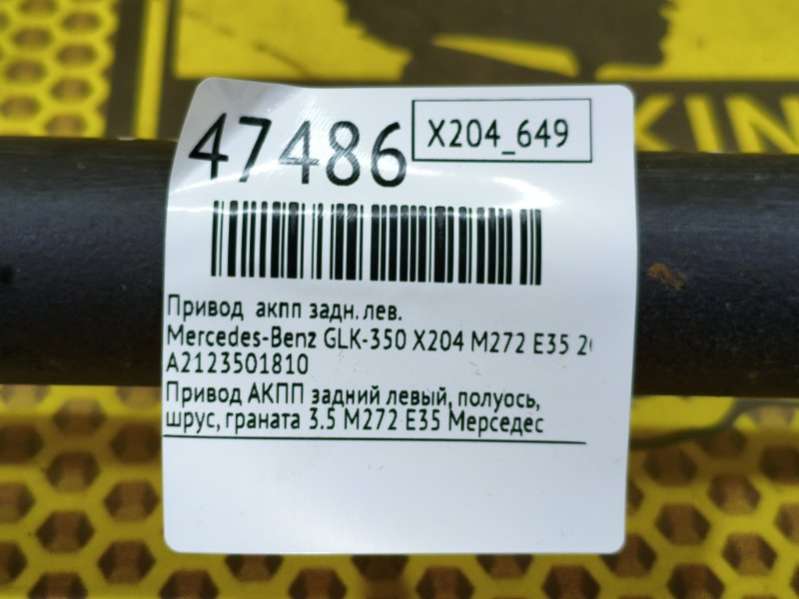 47486
X204_649
KIN
Привод акпп задн. лев.
Mercedes-Benz GLK-350 X204 M272 E35
A2123501810
Привод АКПП задний левый, полуось,
шрус, граната 3.5 M272 E35 Мерседес